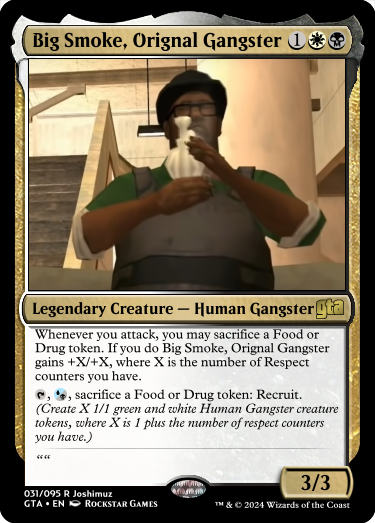 Big Smoke, Orignal Gangster 1
Legendary Creature — Human Gangster gta
Whenever you attack, you may sacrifice a Food or
Drug token. If you do Big Smoke, Orignal Gangster
gains +X/+X, where X is the number of Respect
counters you have.
, , sacrifice a Food or Drug token: Recruit.
(Create X 1/1 green and white Human Gangster creature
tokens, where X is 1 plus the number of respect counters
you have.)
““
3/3
031/095 R Joshimuz
GTA • EN Rockstar Games
™ & © 2024 Wizards of the Coast